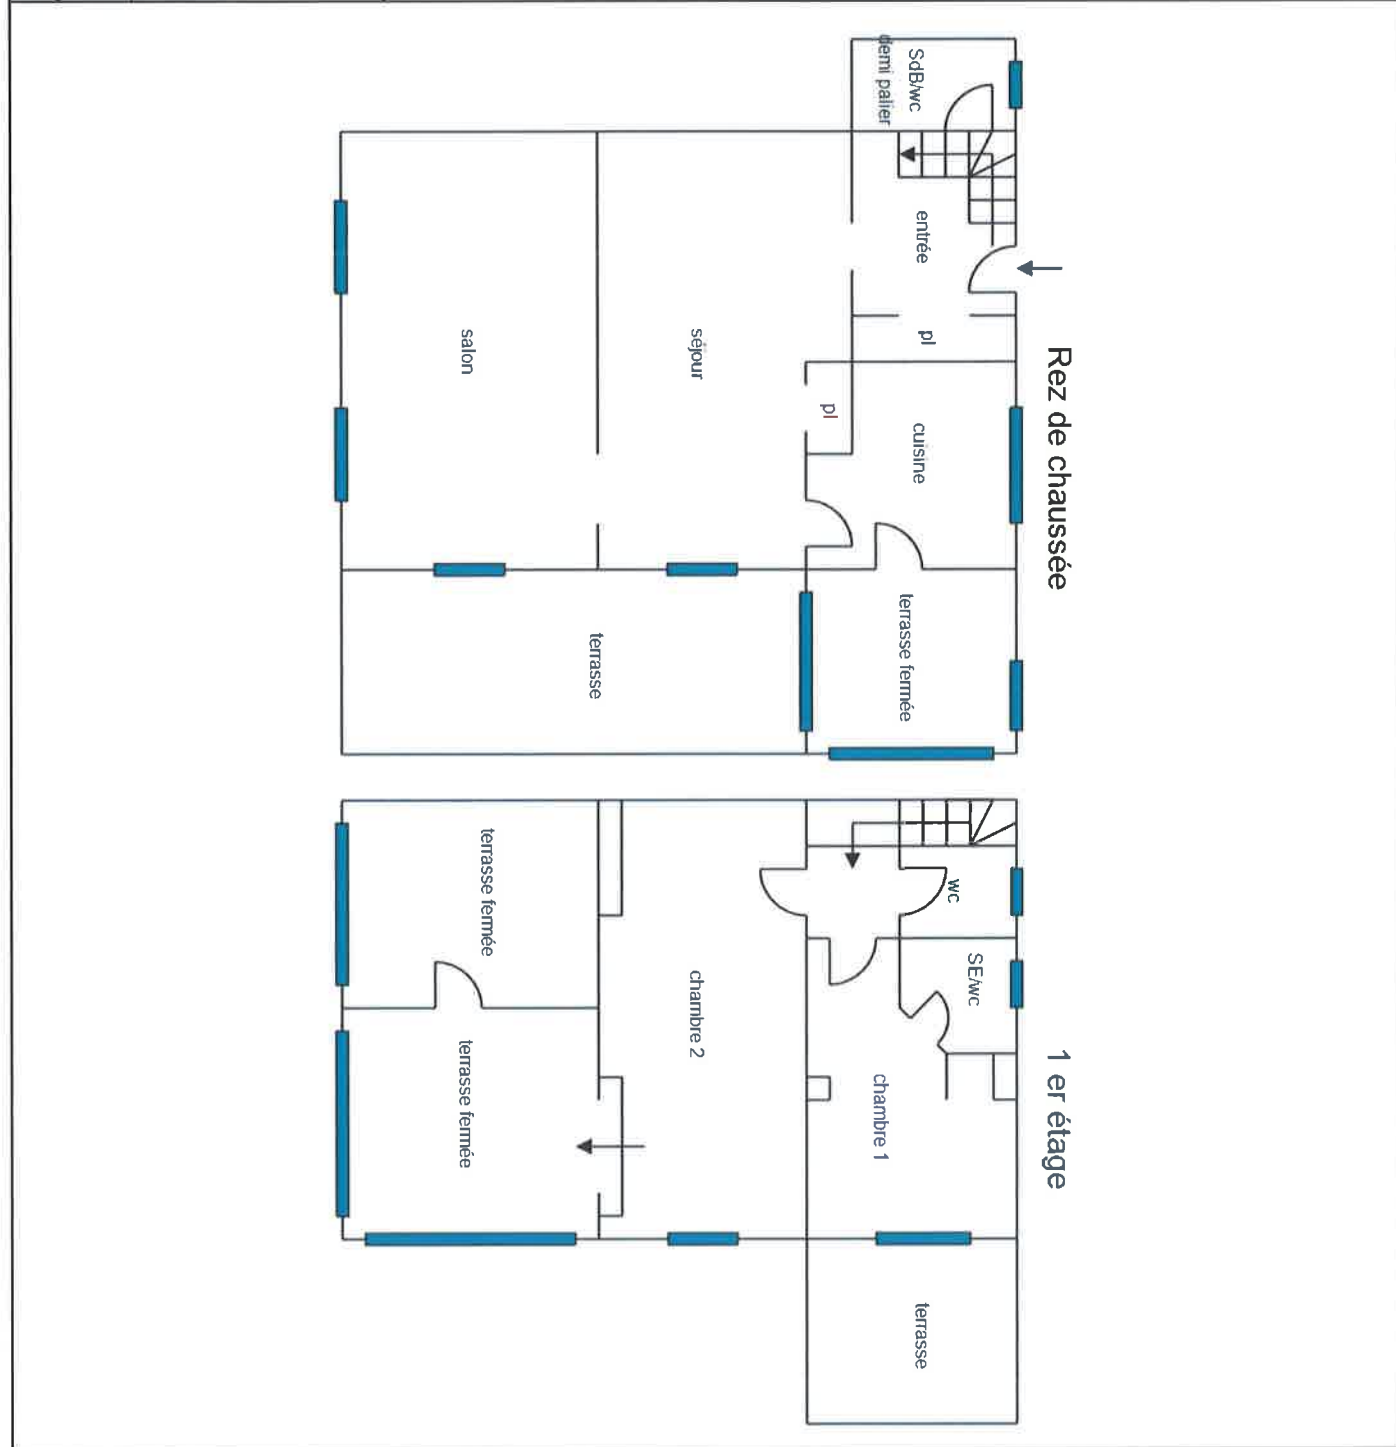 Rez de chaussée
SdB/wc
demi palier
entrée
pl
cuisine
terrasse fermée
pl
séjour
salon
terrasse
1 er étage
wc
SE/wc
chambre 1
terrasse
chambre 2
terrasse fermée
terrasse fermée